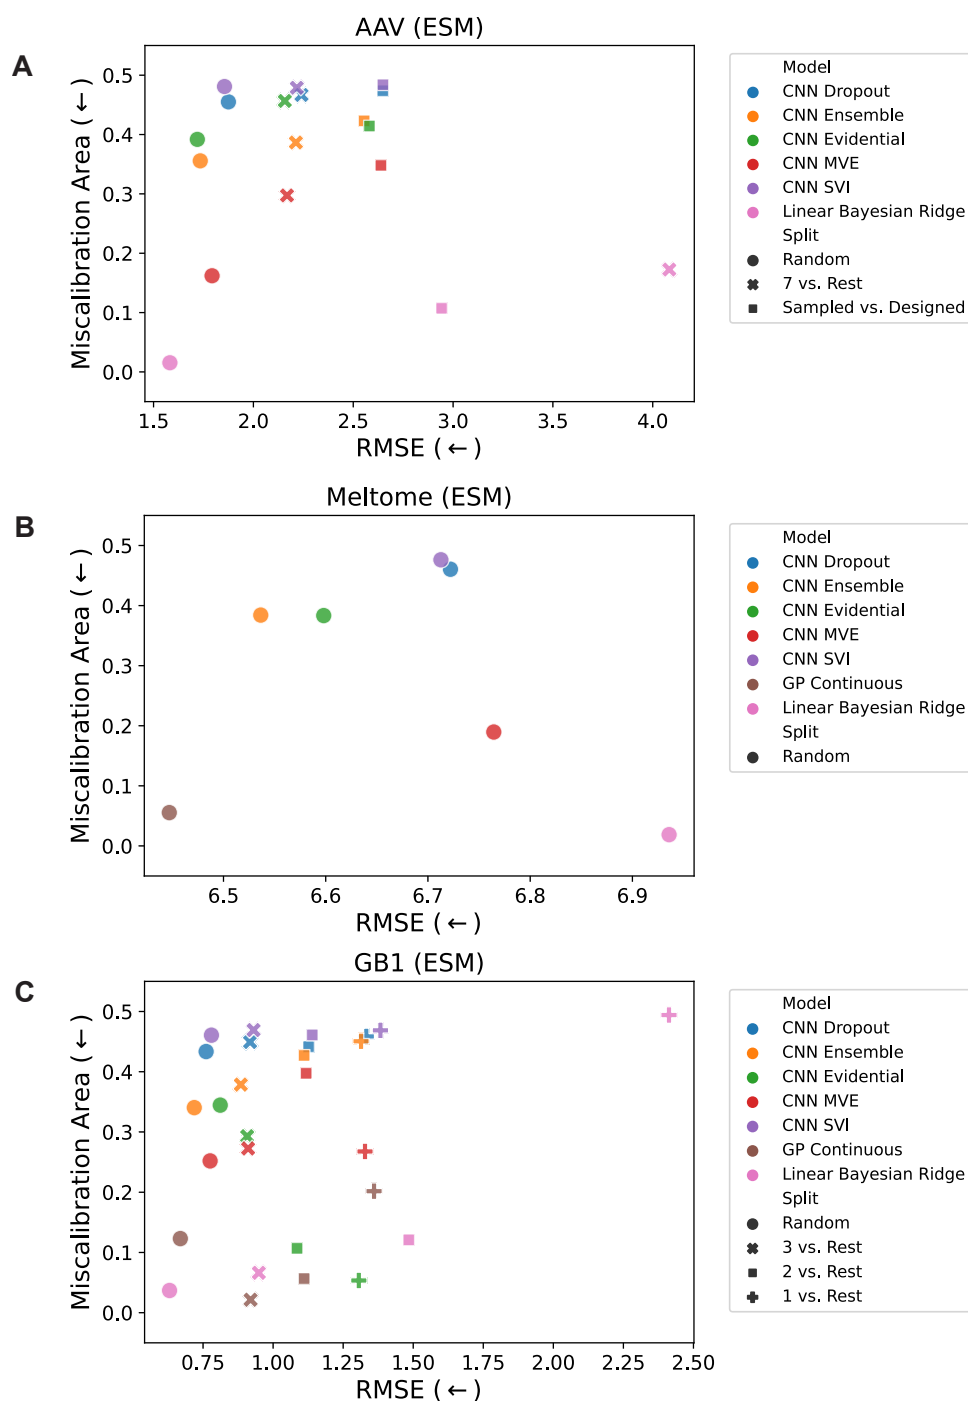 A
AAV (ESM)
Miscalibration Area (←)
0.5
0.4
0.3
0.2
0.1
0.0
1.5 2.0 2.5 3.0 3.5 4.0
RMSE (←)
Model
CNN Dropout
CNN Ensemble
CNN Evidential
CNN MVE
CNN SVI
Linear Bayesian Ridge
Split
Random
7 vs. Rest
Sampled vs. Designed
B
Meltome (ESM)
Miscalibration Area (←)
0.5
0.4
0.3
0.2
0.1
0.0
6.5 6.6 6.7 6.8 6.9
RMSE (←)
Model
CNN Dropout
CNN Ensemble
CNN Evidential
CNN MVE
CNN SVI
GP Continuous
Linear Bayesian Ridge
Split
Random
C
GB1 (ESM)
Miscalibration Area (←)
0.5
0.4
0.3
0.2
0.1
0.0
0.75 1.00 1.25 1.50 1.75 2.00 2.25 2.50
RMSE (←)
Model
CNN Dropout
CNN Ensemble
CNN Evidential
CNN MVE
CNN SVI
GP Continuous
Linear Bayesian Ridge
Split
Random
3 vs. Rest
2 vs. Rest
1 vs. Rest